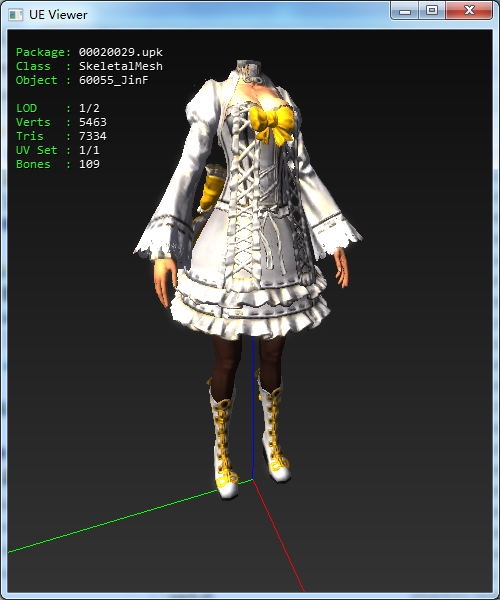 UE Viewer
Package: 00020029.upk
Class  : SkeletalMesh
Object : 60055_JinF
LOD    : 1/2
Verts  : 5463
Tris   : 7334
UV Set : 1/1
Bones  : 109